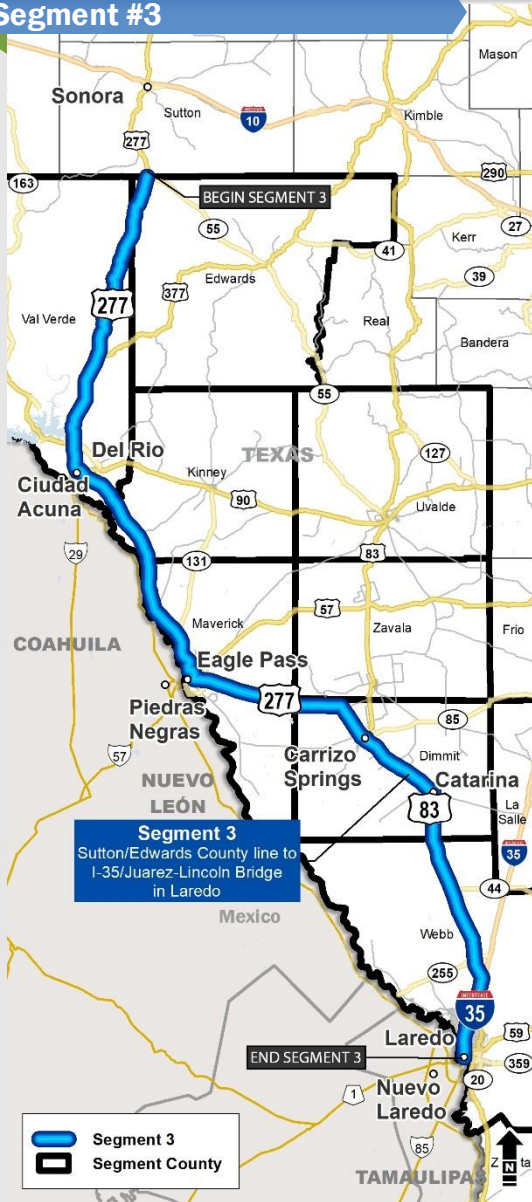 Segment #3
Mason
Sonora
Sutton
10
Kimble
277
163
290
BEGIN SEGMENT 3
27
55
41
Kerr
39
Edwards
377
277
Val Verde
Real
Bandera
55
Del Rio
TEXAS
127
Kinney
Ciudad
Acuna
90
Uvalde
29
83
131
57
Maverick
Zavala
Frio
COAHUILA
Eagle Pass
277
Piedras
Negras
85
57
Carrizo
Springs
Dimmit
Catarina
NUEVO
LEÓN
83
La
Salle
Segment 3
Sutton/Edwards County line to
I-35/Juarez-Lincoln Bridge
in Laredo
35
44
Mexico
Webb
255
INTERSTATE
35
59
Laredo
END SEGMENT 3
359
20
Nuevo
Laredo
1
85
Segment 3
Segment County
N
TAMAULIPAS